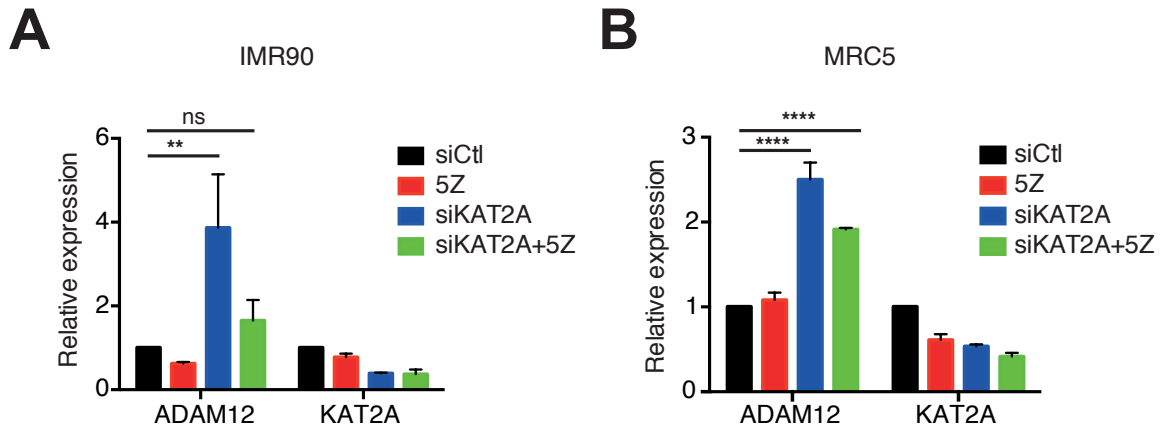 A
IMR90
ns
**
6
4
2
0
Relative expression
ADAM12
KAT2A
siCtl
5Z
siKAT2A
siKAT2A+5Z
B
MRC5
****
****
3
2
1
0
Relative expression
ADAM12
KAT2A
siCtl
5Z
siKAT2A
siKAT2A+5Z